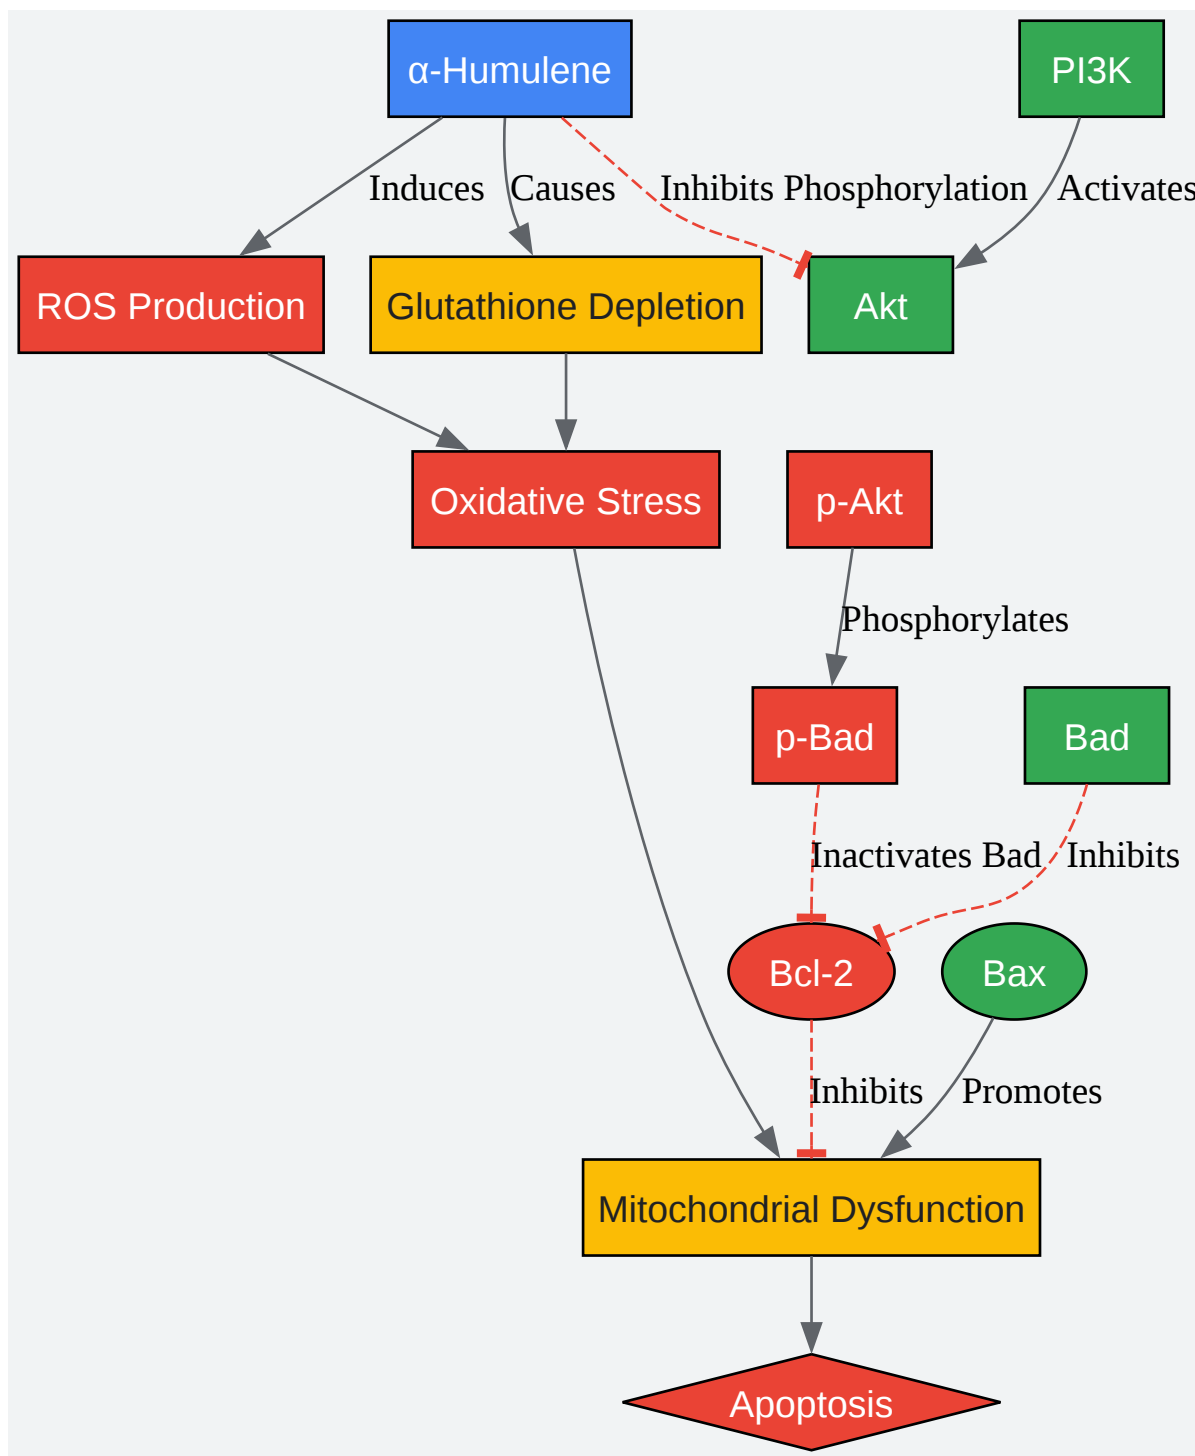 α-Humulene
PI3K
Induces
Causes
Inhibits Phosphorylation
Activates
ROS Production
Glutathione Depletion
Akt
Oxidative Stress
p-Akt
Phosphorylates
p-Bad
Bad
Inactivates Bad
Inhibits
Bcl-2
Bax
Inhibits
Promotes
Mitochondrial Dysfunction
Apoptosis